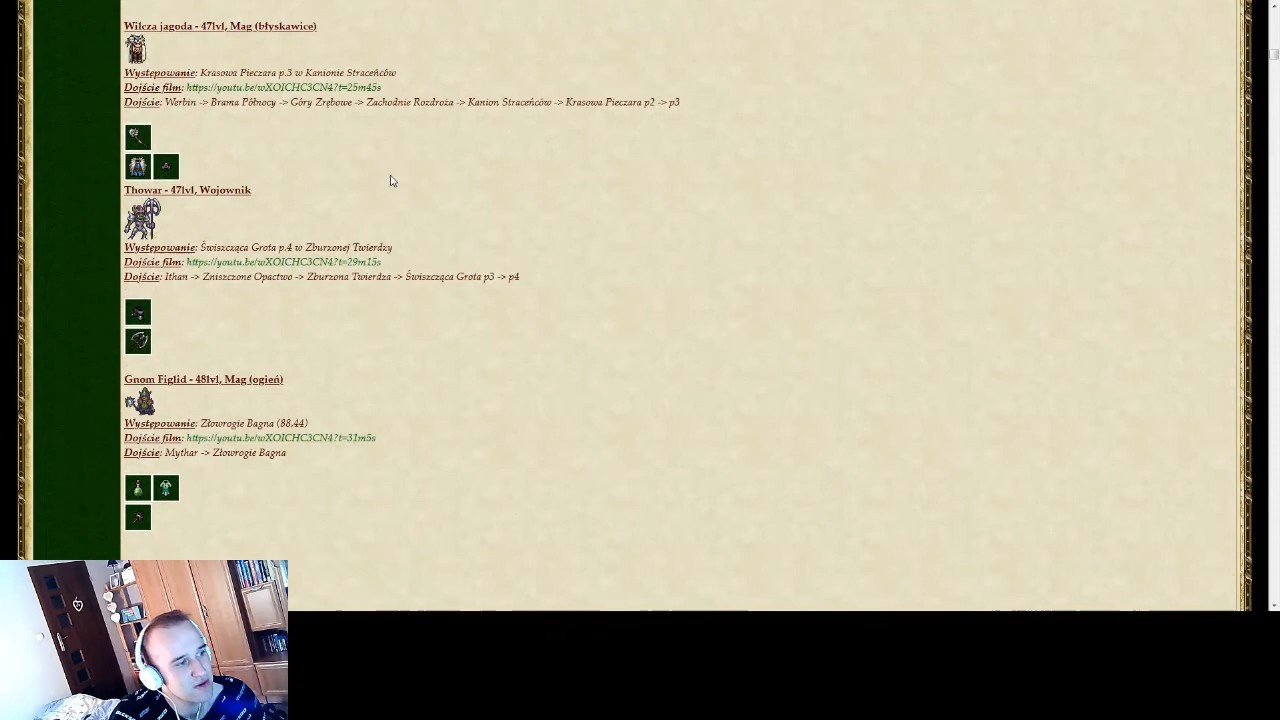 Wilcza jagoda - 47lvl, Mag (błyskawice)
Występowanie: Krasowa Pieczara p.3 w Kanionie Straceńców
Dojście film: https://youtu.be/wXOICHC3CN4?t=25m45s
Dojście: Werbin -> Brama Północy -> Góry Zrębowe -> Zachodnie Rozdroża -> Kanion Straceńców -> Krasowa Pieczara p2 -> p3
Thowar - 47lvl, Wojownik
Występowanie: Świszcząca Grota p.4 w Zburzonej Twierdzy
Dojście film: https://youtu.be/wXOICHC3CN4?t=29m15s
Dojście: Ithan -> Zniszczone Opactwo -> Zburzona Twierdza -> Świszcząca Grota p3 -> p4
Gnom Figlid - 48lvl, Mag (ogień)
Występowanie: Złowrogie Bagna (88,44)
Dojście film: https://youtu.be/wXOICHC3CN4?t=31m5s
Dojście: Mythar -> Złowrogie Bagna